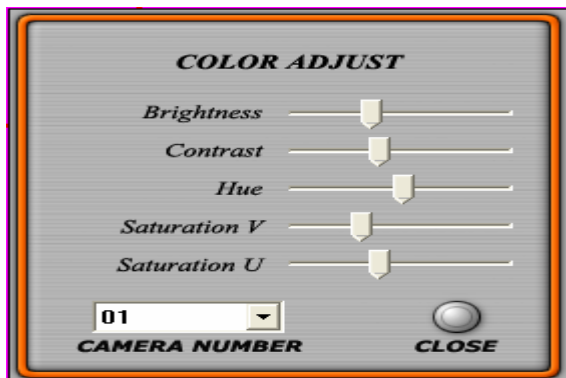 COLOR ADJUST
Brightness
Contrast
Hue
Saturation V
Saturation U
01
CAMERA NUMBER
CLOSE